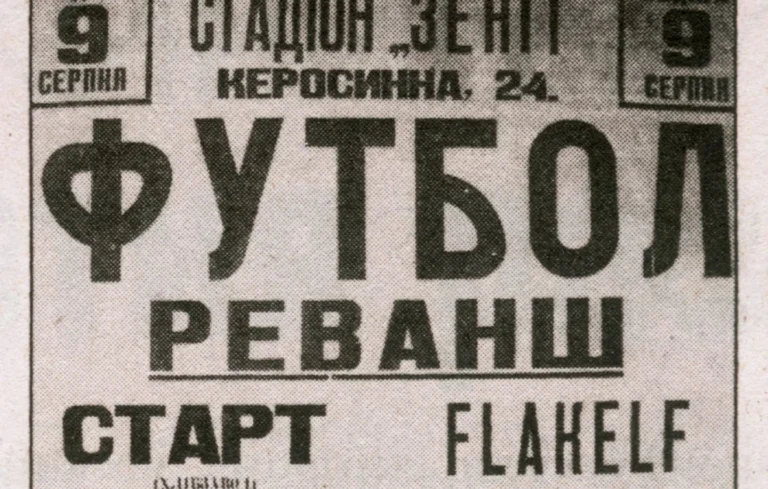 9 СТАДІОН „ЗЕНІТ 9
СЕРПНЯ КЕРОСИННА, 24. СЕРПНЯ
ФУТБОЛ
РЕВАНШ
СТАРТ FLAKELF